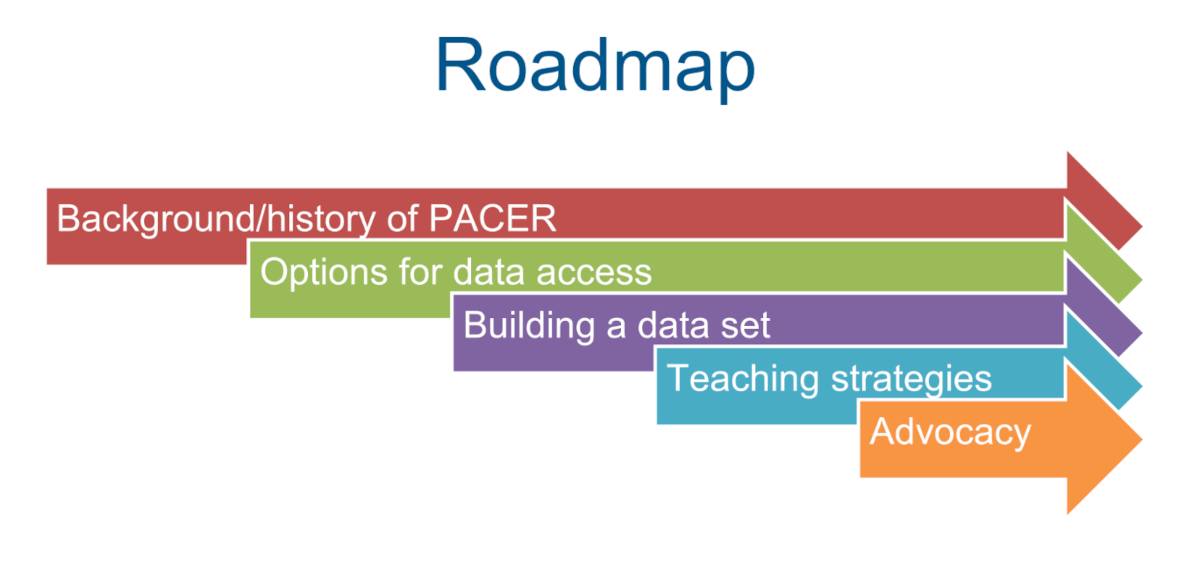 Roadmap
Background/history of PACER
Options for data access
Building a data set
Teaching strategies
Advocacy